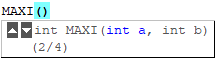 MAXI()
int MAXI(int a, int b)
(2/4)